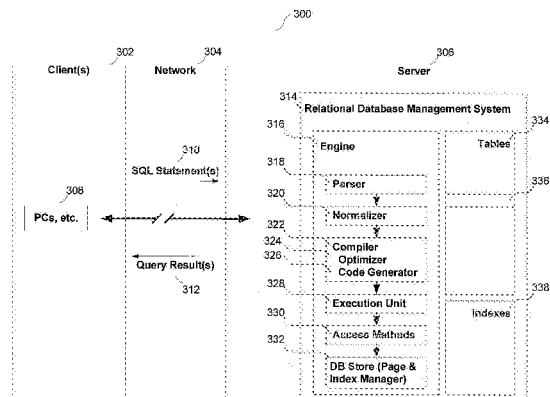 300
302
304
306
Client(s)
Network
Server
314
Relational Database Management System
334
316
Engine
Tables
310
SQL Statement(s)
318
Parser
336
308
320
PCs, etc.
Normalizer
322
324
Compiler
326
Optimizer
Code Generator
Query Result(s)
312
328
338
Execution Unit
Indexes
330
Access Methods
332
DB Store (Page &
Index Manager)